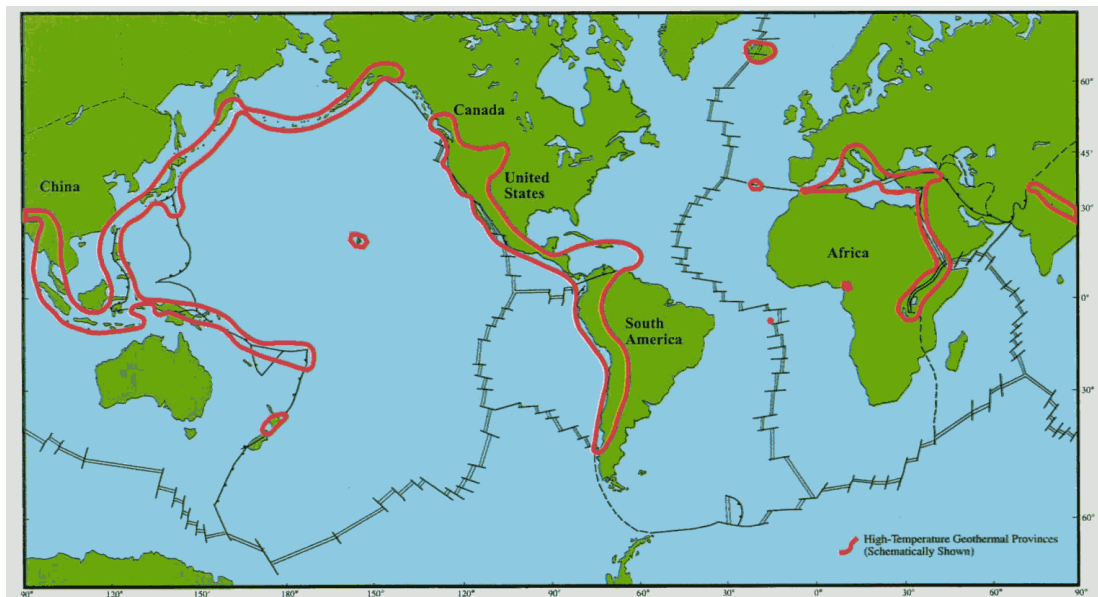 Canada
60°
45°
China
United
States
30°
Africa
0°
South
America
30°
60°
High-Temperature Geothermal Provinces
(Schematically Shown)
90° 120° 150° 180° 150° 120° 90° 60° 30° 0° 30° 60° 90°